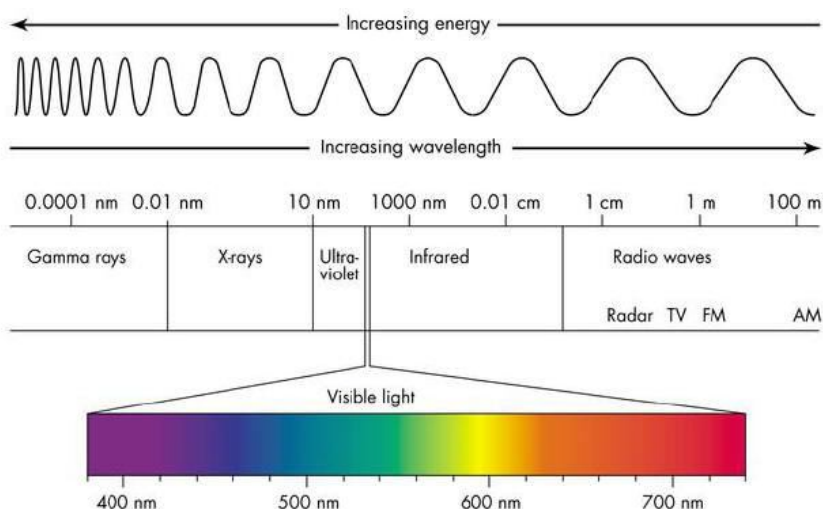 Increasing energy
Increasing wavelength
0.0001 nm 0.01 nm 10 nm 1000 nm 0.01 cm 1 cm 1 m 100 m
Gamma rays X-rays Ultra-
violet Infrared Radio waves
Radar TV FM AM
Visible light
400 nm 500 nm 600 nm 700 nm